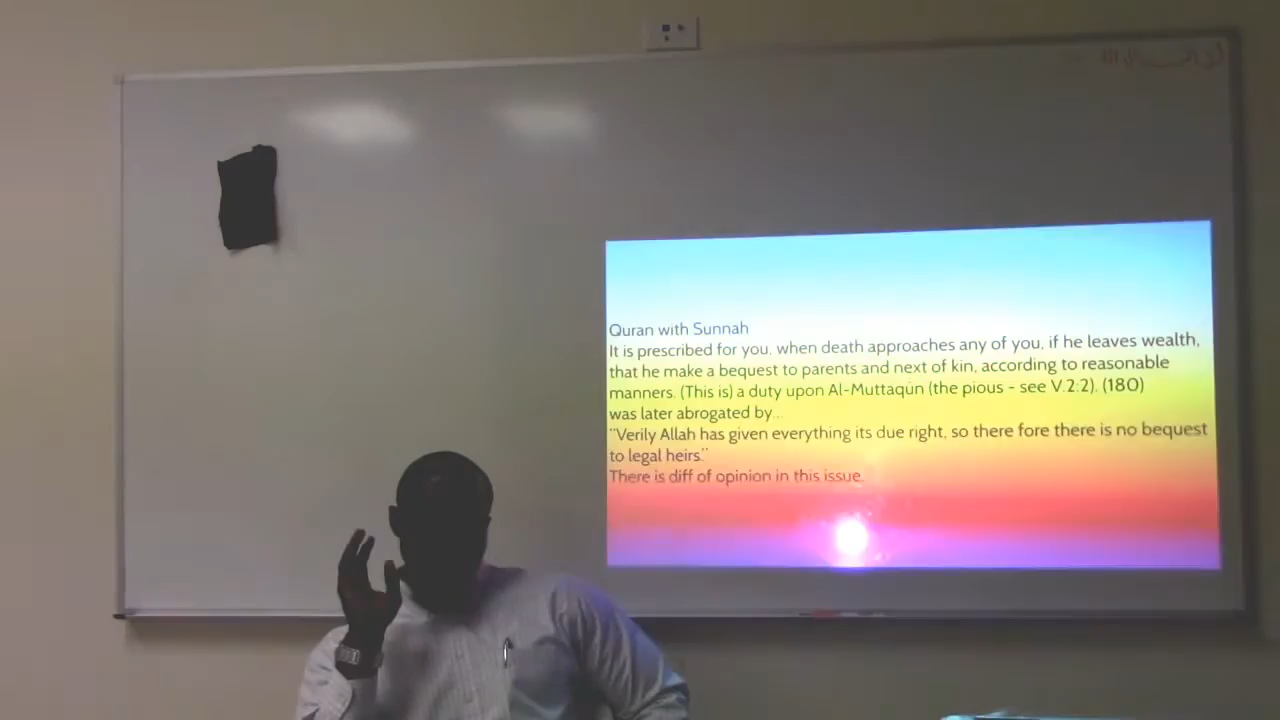 Quran with Sunnah
It is prescribed for you, when death approaches any of you, if he leaves wealth,
that he make a bequest to parents and next of kin, according to reasonable
manners. (This is) a duty upon Al-Muttaqûn (the pious - see V.2:2). (180)
was later abrogated by...
"Verily Allah has given everything its due right, so there fore there is no bequest
to legal heirs."
There is diff of opinion in this issue.